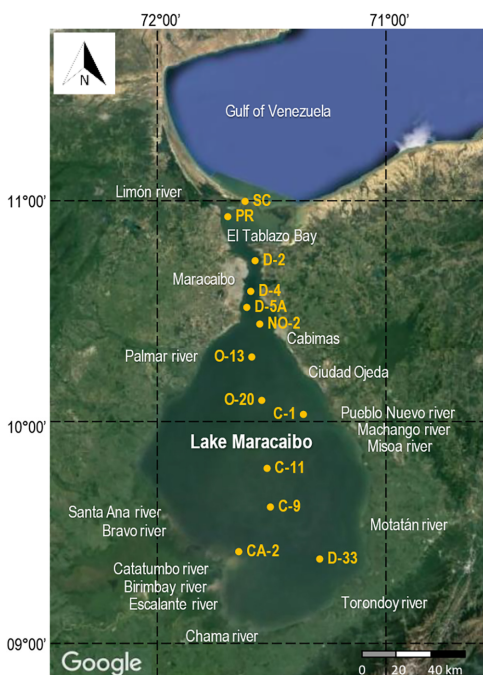 72°00'
71°00'
N
Gulf of Venezuela
Limón river
11°00'
SC
PR
El Tablazo Bay
D-2
Maracaibo
D-4
D-5A
NO-2
Cabimas
Palmar river
O-13
Ciudad Ojeda
O-20
C-1
Pueblo Nuevo river
Machango river
Misoa river
10°00'
Lake Maracaibo
C-11
C-9
Santa Ana river
Bravo river
Motatán river
CA-2
D-33
Catatumbo river
Birimbay river
Escalante river
Torondoy river
Chama river
09°00'
Google
0 20 40 km